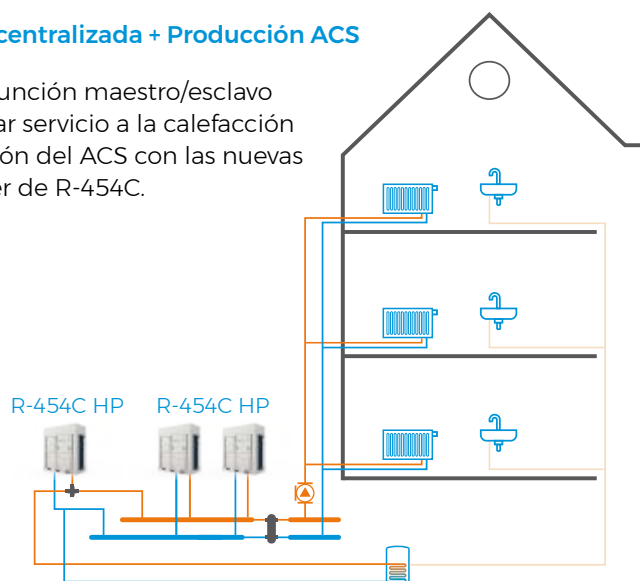 centralizada + Producción ACS
unción maestro/esclavo
ar servicio a la calefacción
ón del ACS con las nuevas
er de R-454C.
R-454C HP R-454C HP